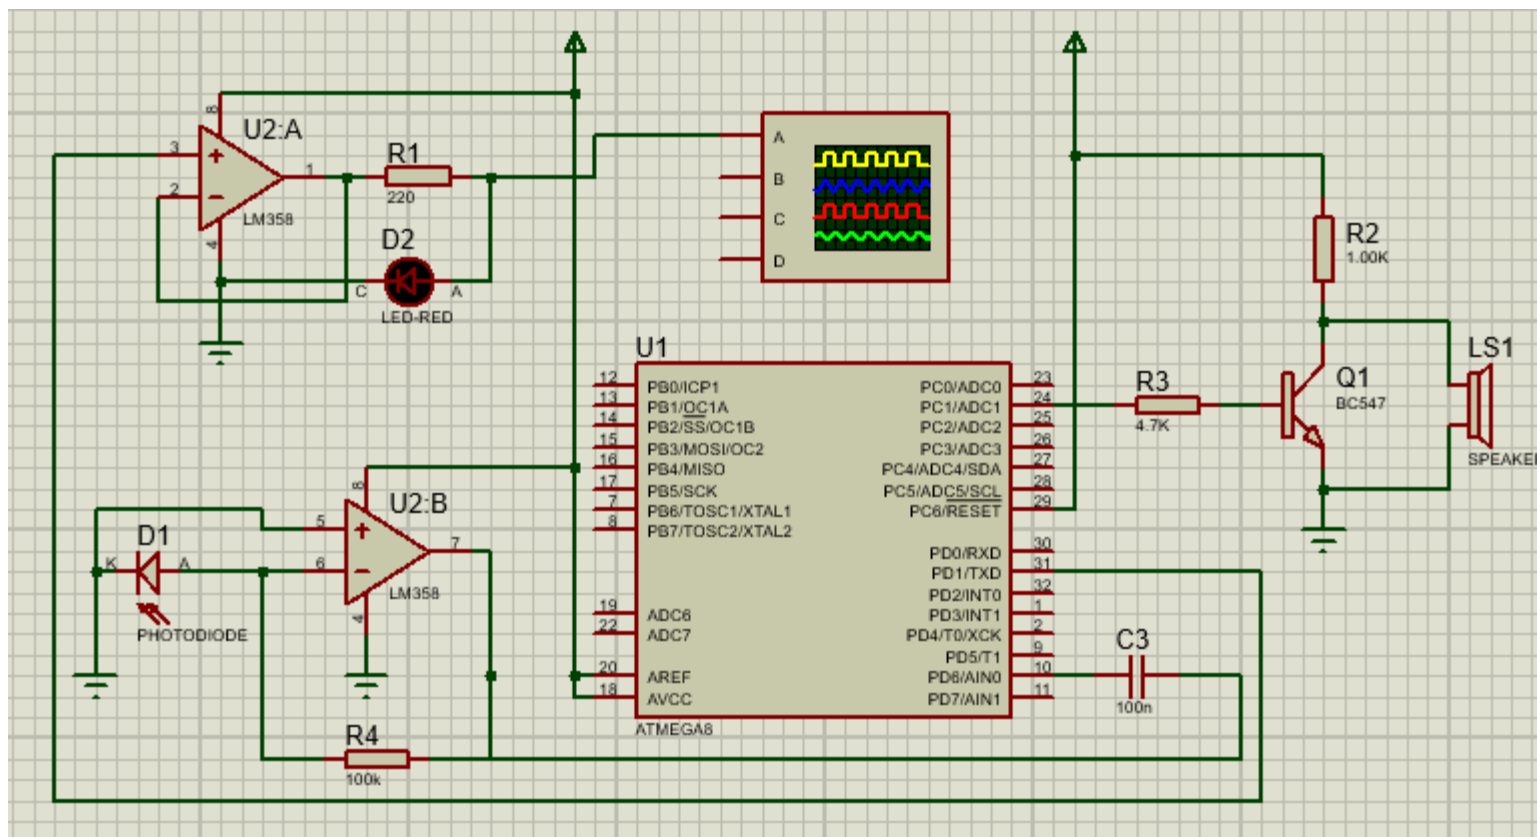 8
U2:A
3
+
2
−
1
4
LM358
R1
220
D2
C
A
LED-RED
A
B
C
D
R2
1.00K
LS1
SPEAKER
Q1
BC547
R3
4.7K
U1
12 PB0/ICP1 PC0/ADC0 23
13 PB1/OC1A PC1/ADC1 24
14 PB2/SS/OC1B PC2/ADC2 25
15 PB3/MOSI/OC2 PC3/ADC3 26
16 PB4/MISO PC4/ADC4/SDA 27
17 PB5/SCK PC5/ADC5/SCL 28
7 PB6/TOSC1/XTAL1 PC6/RESET 29
8 PB7/TOSC2/XTAL2
PD0/RXD 30
PD1/TXD 31
PD2/INT0 32
19 ADC6 PD3/INT1 1
22 ADC7 PD4/T0/XCK 2
PD5/T1 9
20 AREF PD6/AIN0 10
18 AVCC PD7/AIN1 11
ATMEGA8
8
U2:B
5
+
6
−
7
4
LM358
D1
K
A
PHOTODIODE
R4
100k
C3
100n